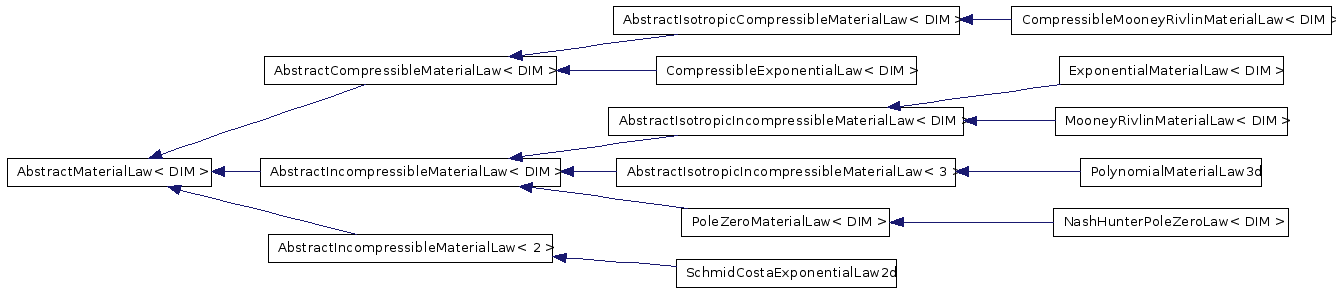 AbstractIsotropicCompressibleMaterialLaw< DIM >
CompressibleMooneyRivlinMaterialLaw< DIM >
AbstractCompressibleMaterialLaw< DIM >
CompressibleExponentialLaw< DIM >
ExponentialMaterialLaw< DIM >
AbstractIsotropicIncompressibleMaterialLaw< DIM >
MooneyRivlinMaterialLaw< DIM >
AbstractMaterialLaw< DIM >
AbstractIncompressibleMaterialLaw< DIM >
AbstractIsotropicIncompressibleMaterialLaw< 3 >
PolynomialMaterialLaw3d
PoleZeroMaterialLaw< DIM >
NashHunterPoleZeroLaw< DIM >
AbstractIncompressibleMaterialLaw< 2 >
SchmidCostaExponentialLaw2d